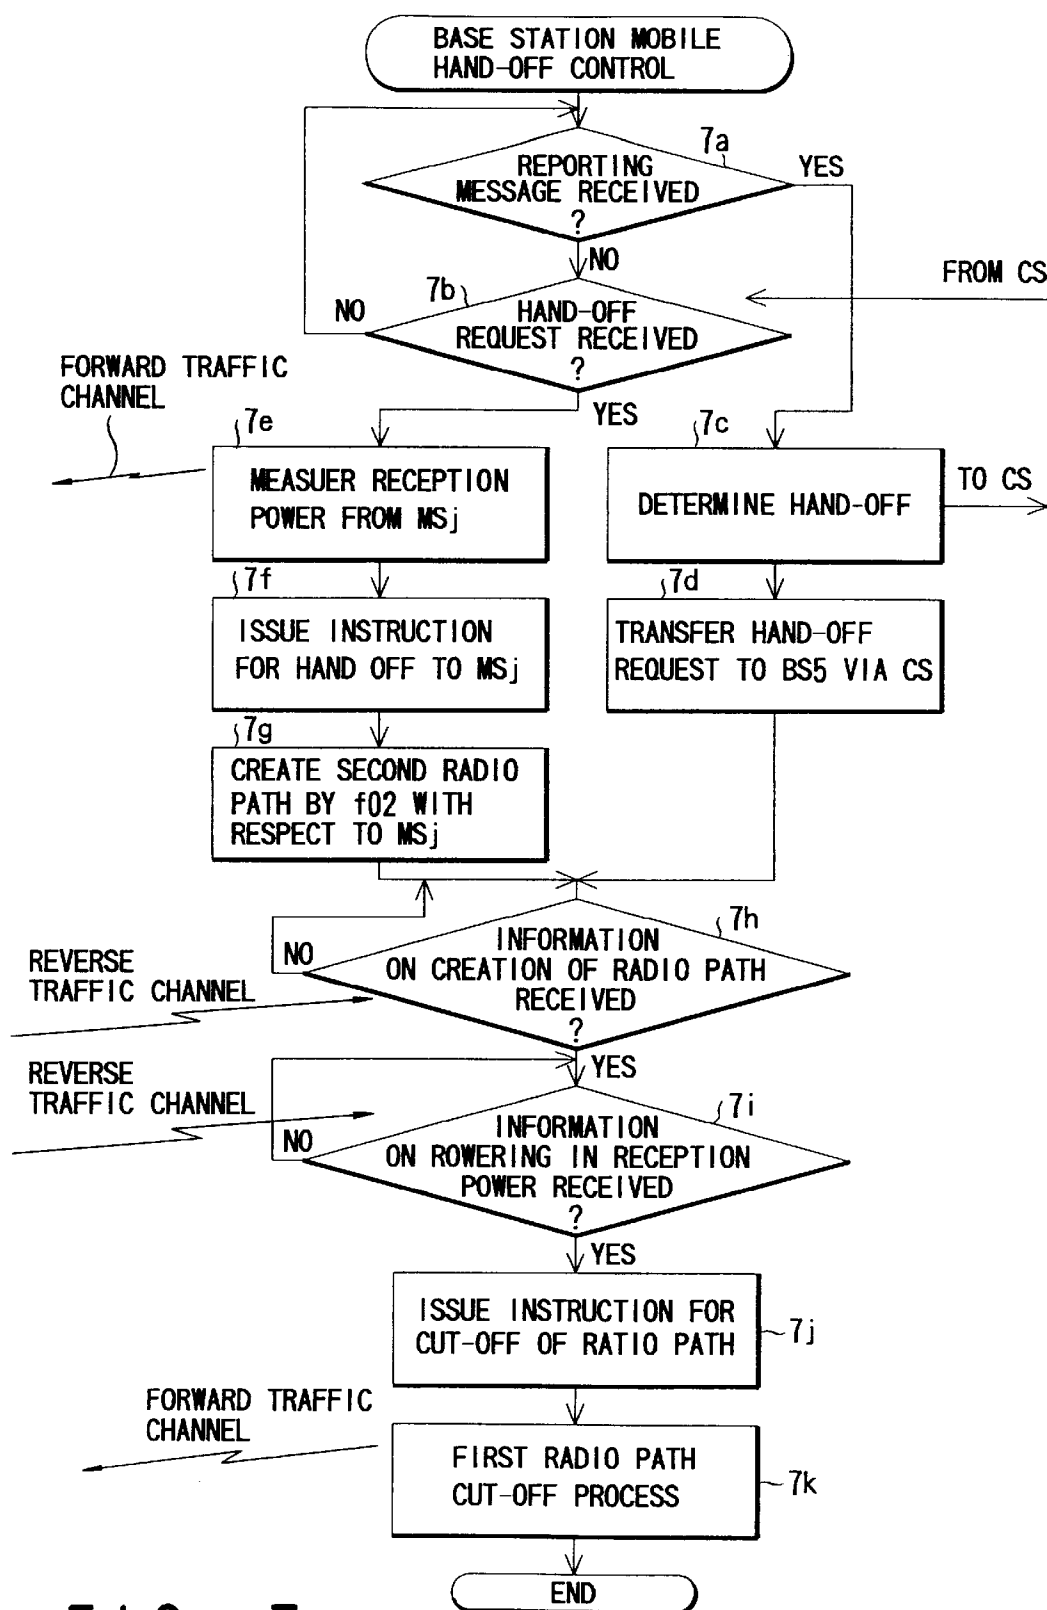 BASE STATION MOBILE
HAND-OFF CONTROL
7a
REPORTING
MESSAGE RECEIVED
?
YES
NO
FROM CS
7b
HAND-OFF
REQUEST RECEIVED
?
NO
YES
FORWARD TRAFFIC
CHANNEL
7e
MEASUER RECEPTION
POWER FROM MSj
7c
DETERMINE HAND-OFF
TO CS
7f
ISSUE INSTRUCTION
FOR HAND OFF TO MSj
7d
TRANSFER HAND-OFF
REQUEST TO BS5 VIA CS
7g
CREATE SECOND RADIO
PATH BY f02 WITH
RESPECT TO MSj
7h
INFORMATION
ON CREATION OF RADIO PATH
RECEIVED
?
NO
REVERSE
TRAFFIC CHANNEL
YES
REVERSE
TRAFFIC CHANNEL
7i
INFORMATION
ON ROWERING IN RECEPTION
POWER RECEIVED
?
NO
YES
ISSUE INSTRUCTION FOR
CUT-OFF OF RATIO PATH
7j
FORWARD TRAFFIC
CHANNEL
FIRST RADIO PATH
CUT-OFF PROCESS
7k
END